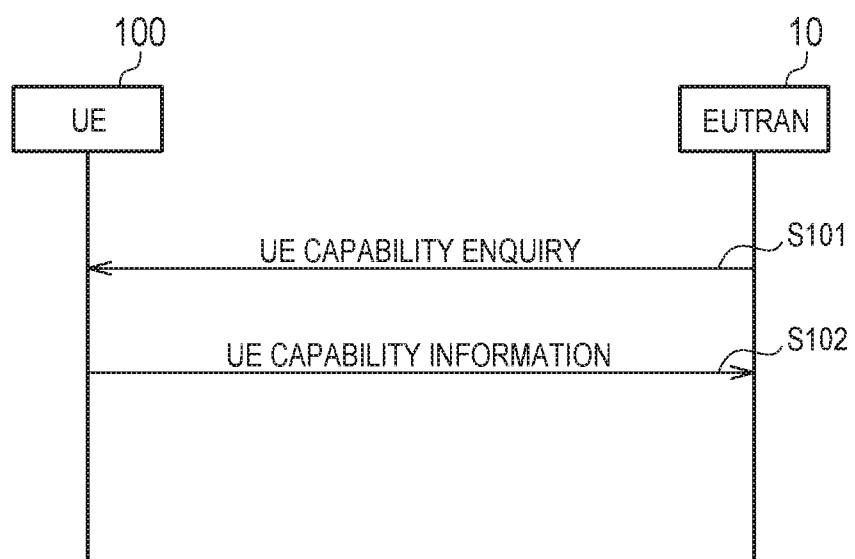 100
10
UE
EUTRAN
UE CAPABILITY ENQUIRY
S101
UE CAPABILITY INFORMATION
S102